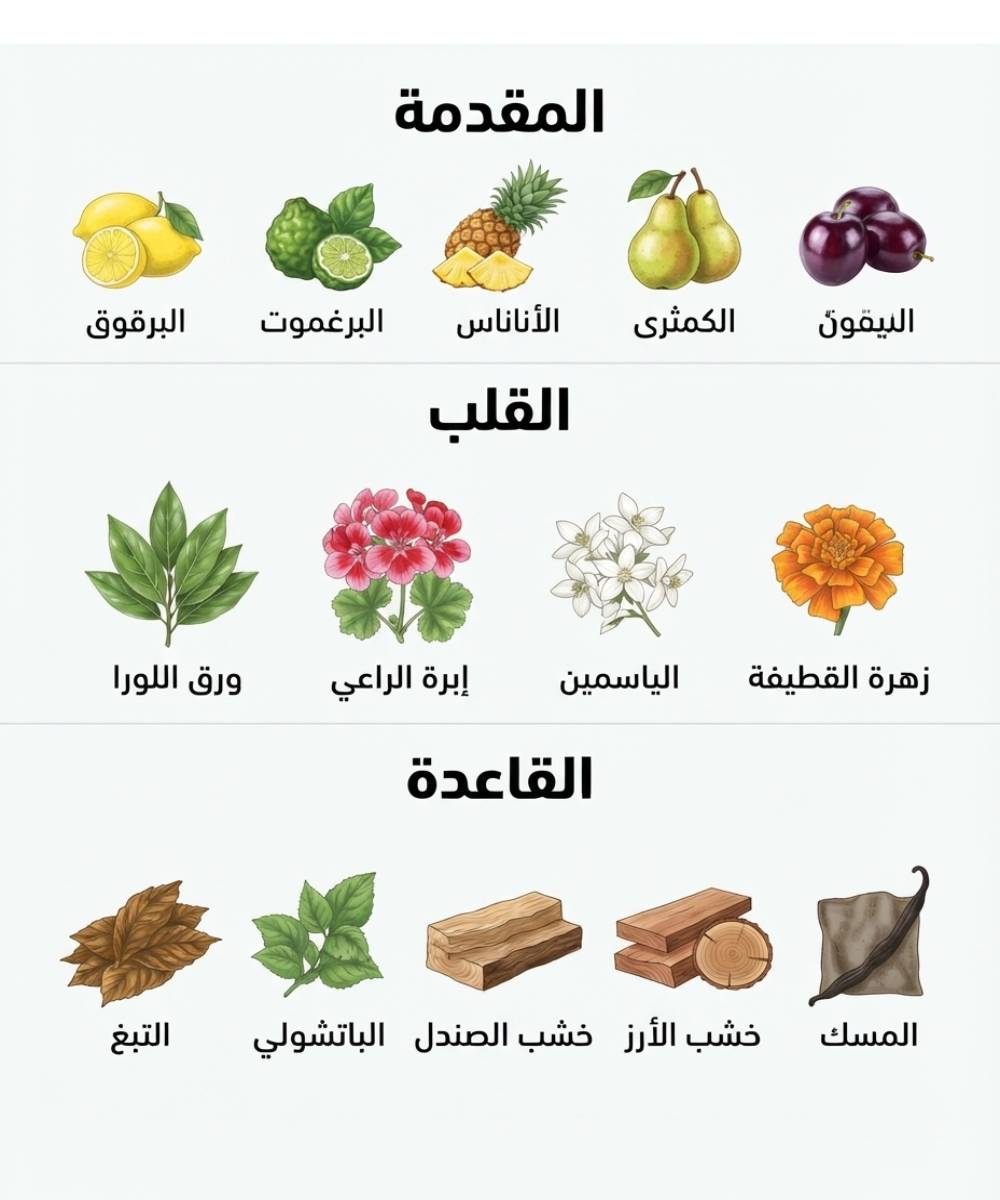 المقدمة
الكمثرى الأناناس البرغموت البرقوق
القلب
زهرة القطيفة الياسمين إبرة الراعي ورق اللورا
القاعدة
المسك خشب الأرز خشب الصندل الباتشولي التبغ